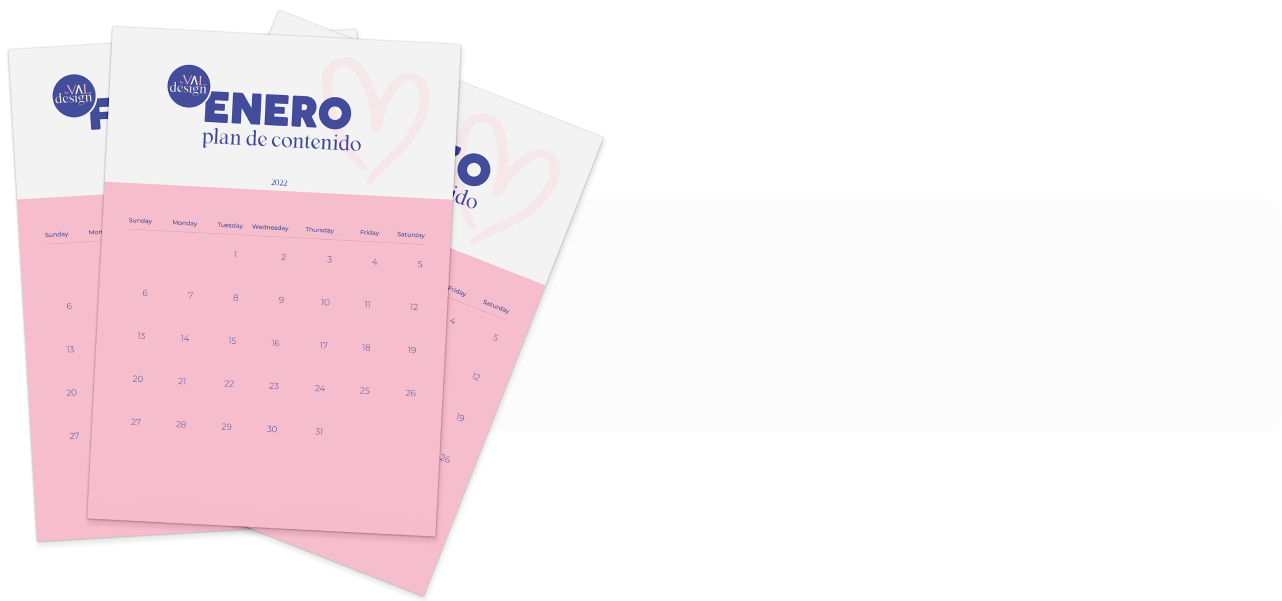 by VAL
design
ENERO
plan de contenido
2022
Sunday Monday Tuesday Wednesday Thursday Friday Saturday
1 2 3 4 5
6 7 8 9 10 11 12
13 14 15 16 17 18 19
20 21 22 23 24 25 26
27 28 29 30 31
by VAL
design
F
Sunday Mon
6
13
20
27
O
ido
Friday Saturday
4 5
12
19
26